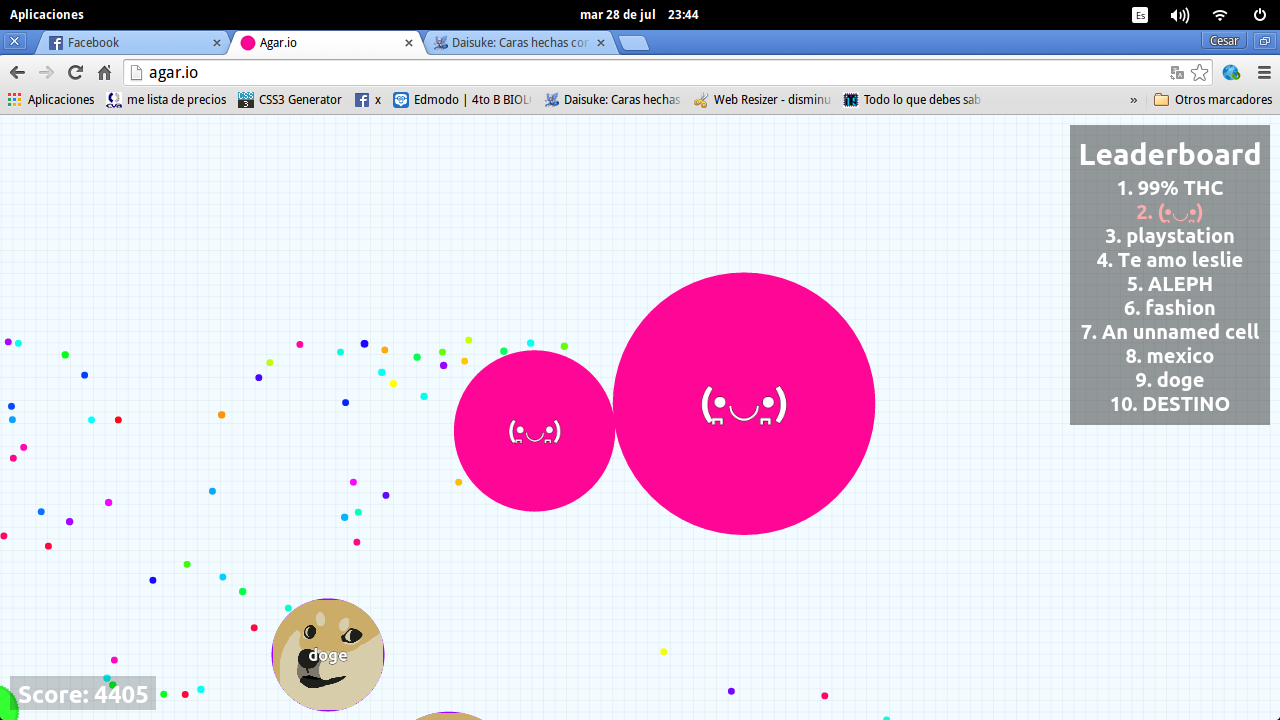 Aplicaciones
mar 28 de jul 23:44
Es
Facebook
Agar.io
Daisuke: Caras hechas con
Cesar
agar.io
Aplicaciones
me lista de precios
CSS3 Generator
x
Edmodo | 4to B BIOL
Daisuke: Caras hechas
Web Resizer - disminu
Todo lo que debes sab
»
Otros marcadores
Leaderboard
1. 99% THC
2. (•‿•)
3. playstation
4. Te amo leslie
5. ALEPH
6. fashion
7. An unnamed cell
8. mexico
9. doge
10. DESTINO
(•‿•)
(•‿•)
doge
Score: 4405